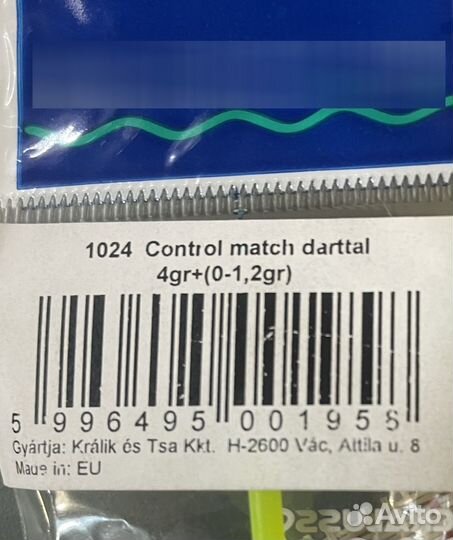 1024 Control match darttal
4gr+(0-1,2gr)
5 996495 001958
Gyártja: Králik és Tsa Kkt. H-2600 Vác, Attila u. 8
Made in: EU
Avito